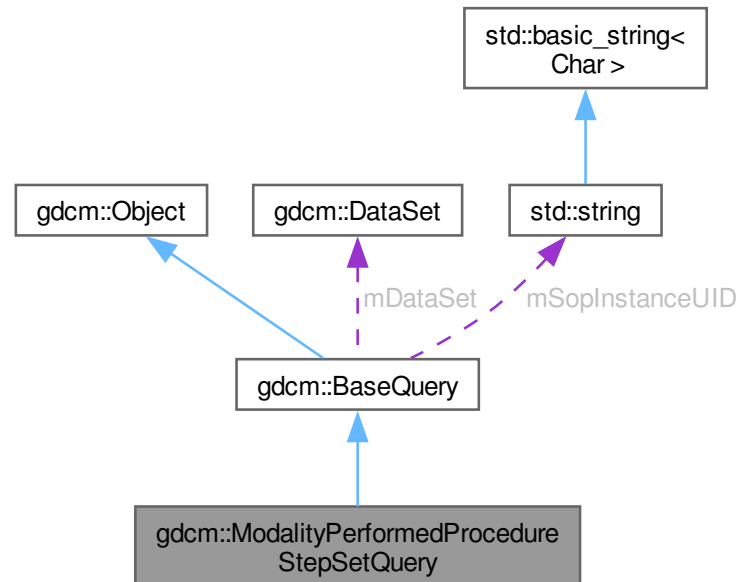 std::basic_string<
Char >
gdcm::Object
gdcm::DataSet
std::string
mDataSet
mSopInstanceUID
gdcm::BaseQuery
gdcm::ModalityPerformedProcedure
StepSetQuery